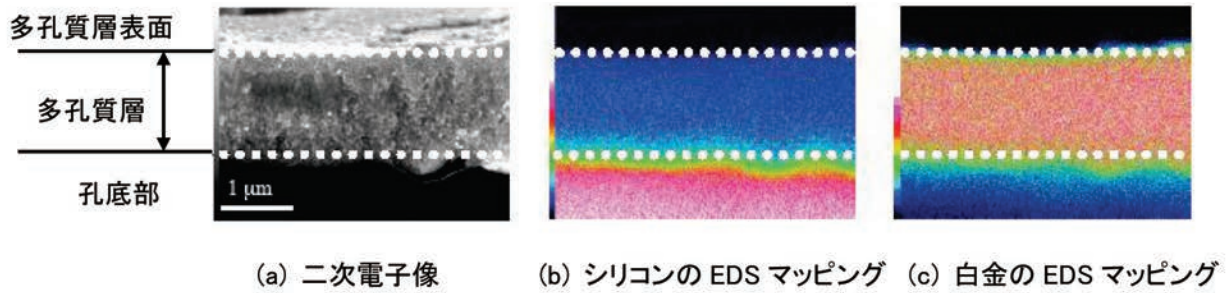 多孔質層表面
多孔質層
孔底部
1 μm
(a) 二次電子像
(b) シリコンの EDS マッピング
(c) 白金の EDS マッピング